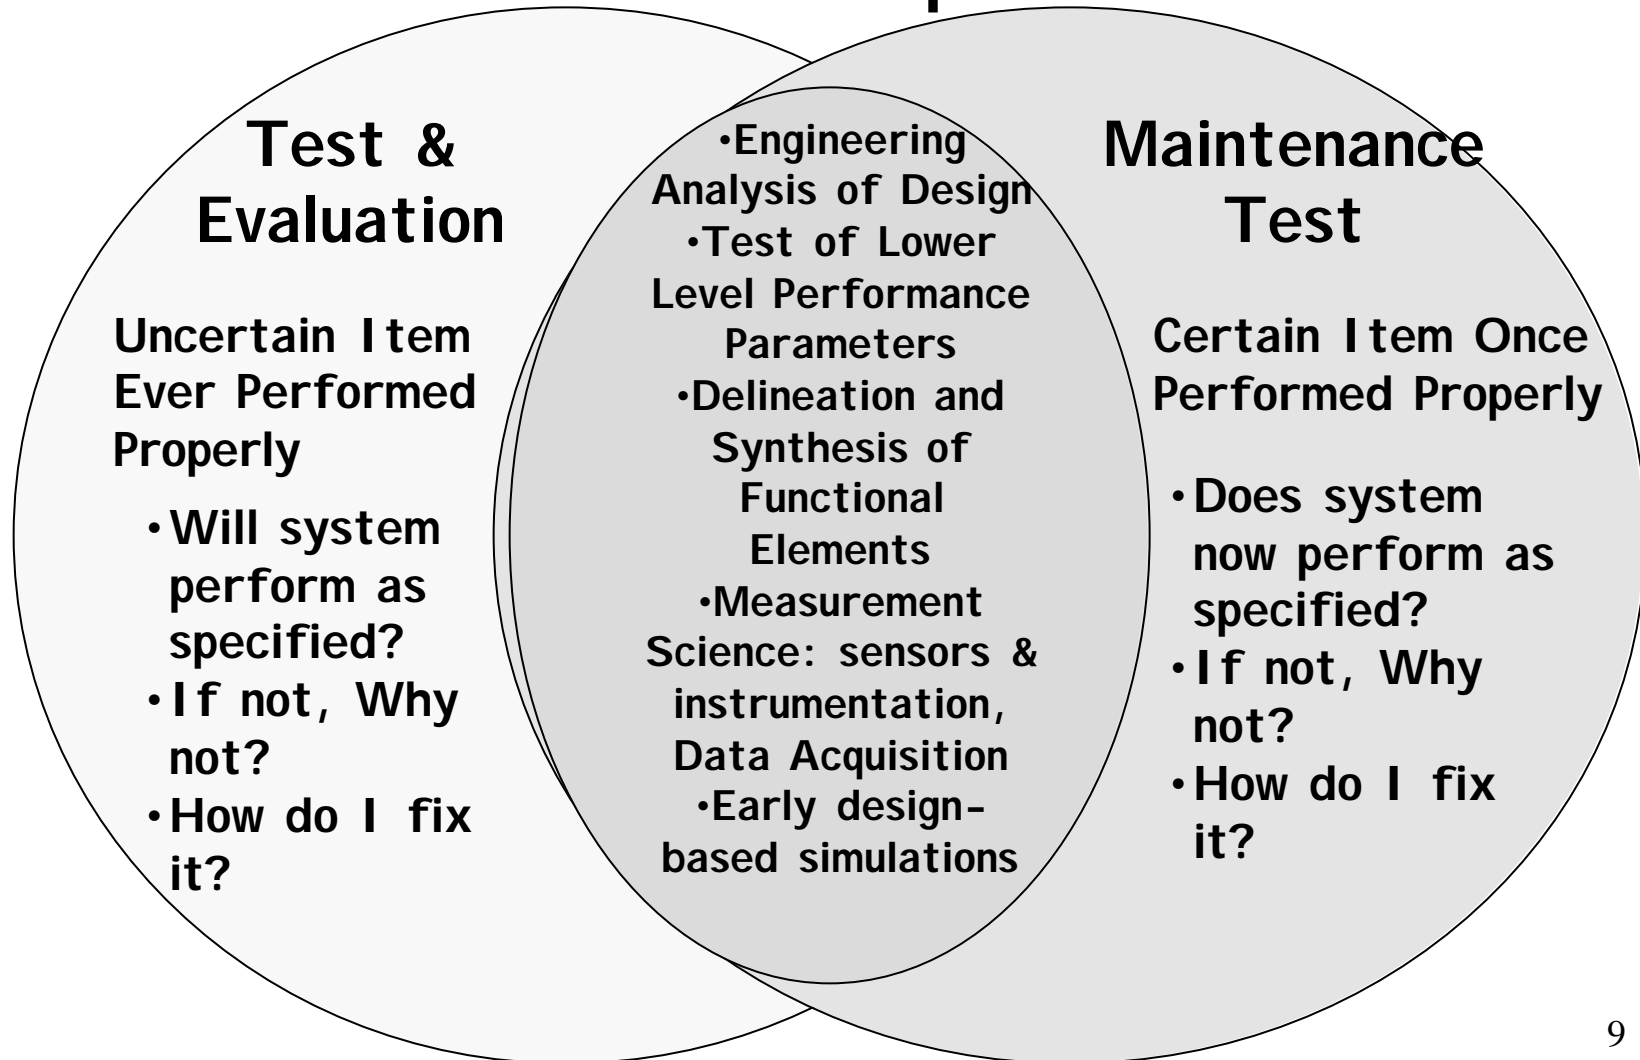 Test &
Evaluation
Uncertain Item
Ever Performed
Properly
•Will system
perform as
specified?
•If not, Why
not?
•How do I fix
it?
•Engineering
Analysis of Design
•Test of Lower
Level Performance
Parameters
•Delineation and
Synthesis of
Functional
Elements
•Measurement
Science: sensors &
instrumentation,
Data Acquisition
•Early design-
based simulations
Maintenance
Test
Certain Item Once
Performed Properly
•Does system
now perform as
specified?
•If not, Why
not?
•How do I fix
it?
9